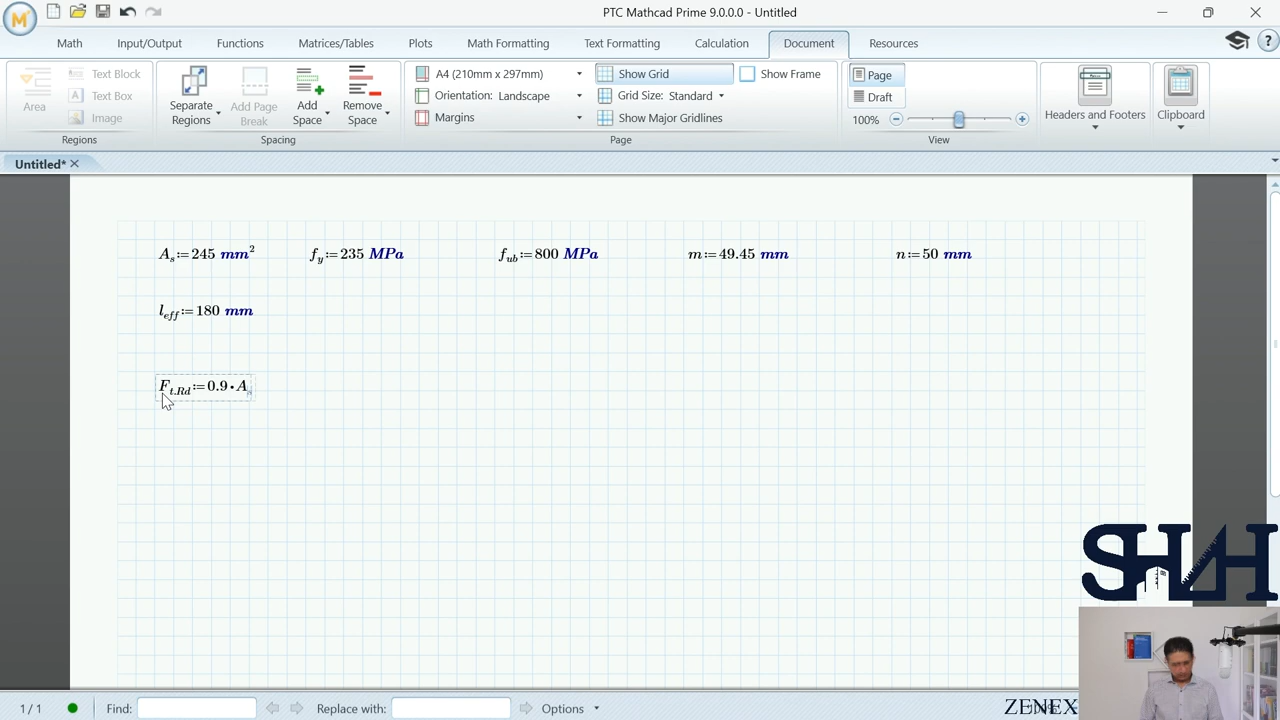 PTC Mathcad Prime 9.0.0.0 - Untitled
Math Input/Output Functions Matrices/Tables Plots Math Formatting Text Formatting Calculation Document Resources
Area
Text Block
Text Box
Image
Regions
Separate Regions
Add Page Break
Add Space
Remove Space
Spacing
A4 (210mm x 297mm)
Orientation: Landscape
Margins
Show Grid
Grid Size: Standard
Show Major Gridlines
Show Frame
Page
Page
Draft
100%
View
Headers and Footers
Clipboard
Untitled*
A_s:=245 mm^2 f_y:=235 MPa f_ub:=800 MPa m:=49.45 mm n:=50 mm
l_eff:=180 mm
F_t.Rd:=0.9·A
SHAH
1 / 1 Find: Replace with: Options
ZENEX